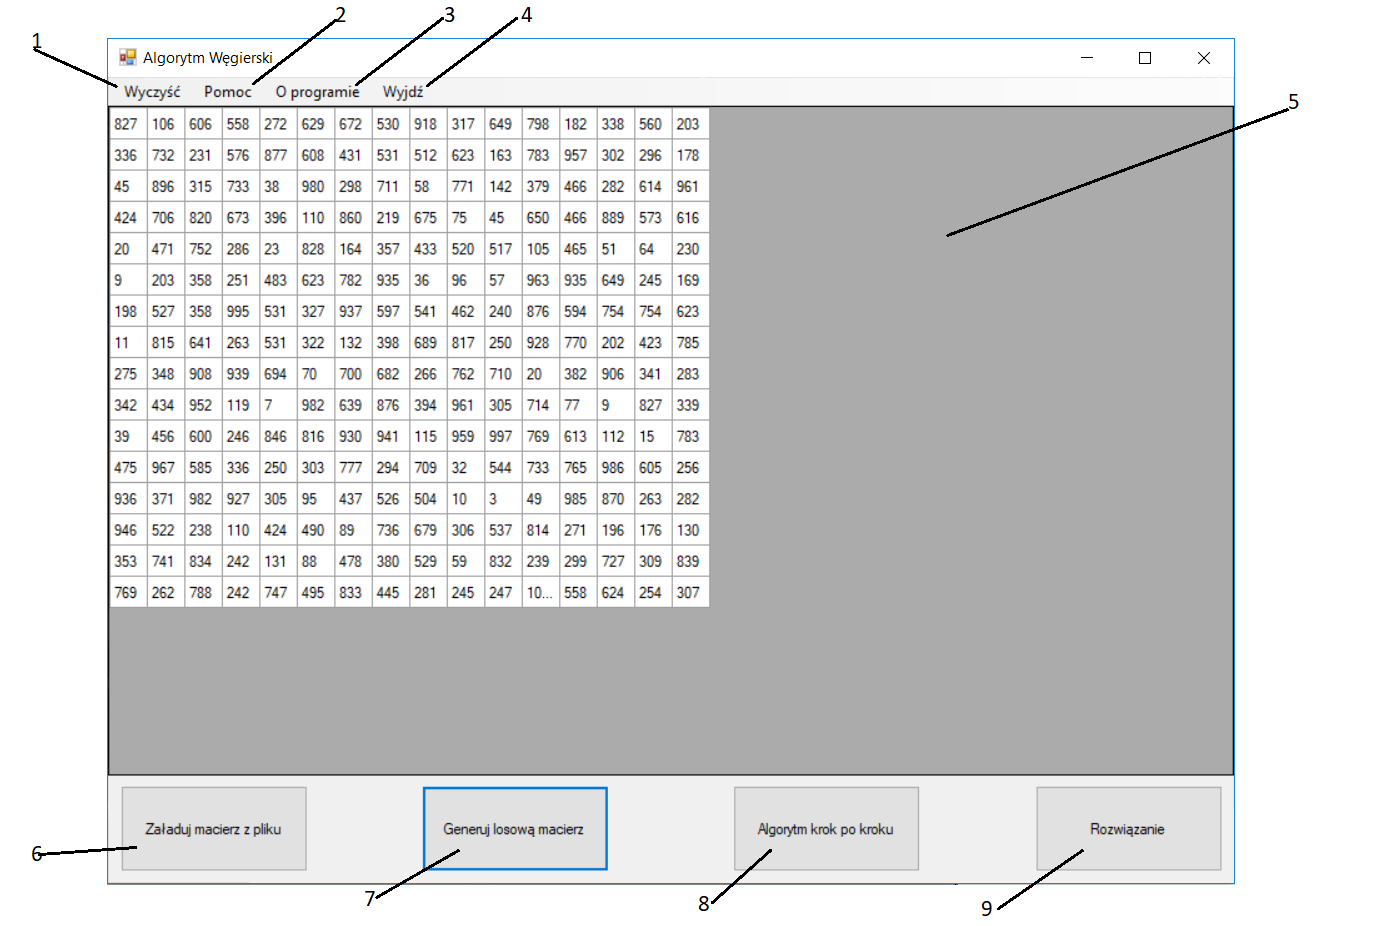 1 2 3 4
Algorytm Węgierski
Wyczyść Pomoc O programie Wyjdź
5
827 106 606 558 272 629 672 530 918 317 649 798 182 338 560 203
336 732 231 576 877 608 431 531 512 623 163 783 957 302 296 178
45 896 315 733 38 980 298 711 58 771 142 379 466 282 614 961
424 706 820 673 396 110 860 219 675 75 45 650 466 889 573 616
20 471 752 286 23 828 164 357 433 520 517 105 465 51 64 230
9 203 358 251 483 623 782 935 36 96 57 963 935 649 245 169
198 527 358 995 531 327 937 597 541 462 240 876 594 754 754 623
11 815 641 263 531 322 132 398 689 817 250 928 770 202 423 785
275 348 908 939 694 70 700 682 266 762 710 20 382 906 341 283
342 434 952 119 7 982 639 876 394 961 305 714 77 9 827 339
39 456 600 246 846 816 930 941 115 959 997 769 613 112 15 783
475 967 585 336 250 303 777 294 709 32 544 733 765 986 605 256
936 371 982 927 305 95 437 526 504 10 3 49 985 870 263 282
946 522 238 110 424 490 89 736 679 306 537 814 271 196 176 130
353 741 834 242 131 88 478 380 529 59 832 239 299 727 309 839
769 262 788 242 747 495 833 445 281 245 247 10... 558 624 254 307
Załaduj macierz z pliku Generuj losową macierz Algorytm krok po kroku Rozwiązanie
6 7 8 9